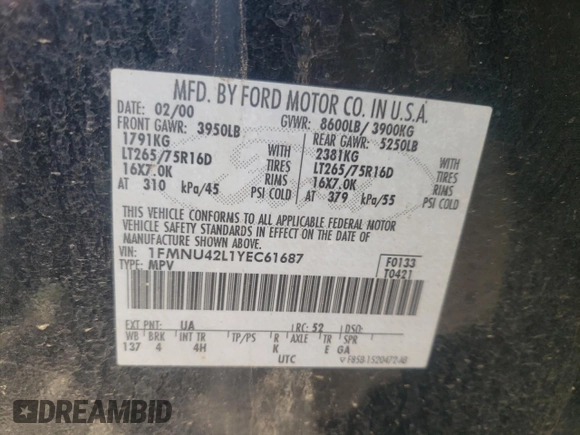 MFD. BY FORD MOTOR CO. IN U.S.A.
DATE: 02/00 GVWR: 8600LB/ 3900KG
FRONT GAWR: 3950LB REAR GAWR: 5250LB
1791KG WITH 2381KG WITH
LT265/75R16D TIRES LT265/75R16D TIRES
16X7.0K RIMS 16X7.0K RIMS
AT 310 kPa/45 PSI COLD AT 379 kPa/55 PSI COLD
THIS VEHICLE CONFORMS TO ALL APPLICABLE FEDERAL MOTOR
VEHICLE SAFETY STANDARDS IN EFFECT ON THE DATE OF
MANUFACTURE SHOWN ABOVE.
VIN: 1FMNU42L1YEC61687 F0133
TYPE: MPV T0421
EXT PNT: UA RC: 52 DSO:
WB BRK INT TR TP/PS R AXLE TR SPR
137 4 4H K E GA
UTC
DREAMBID